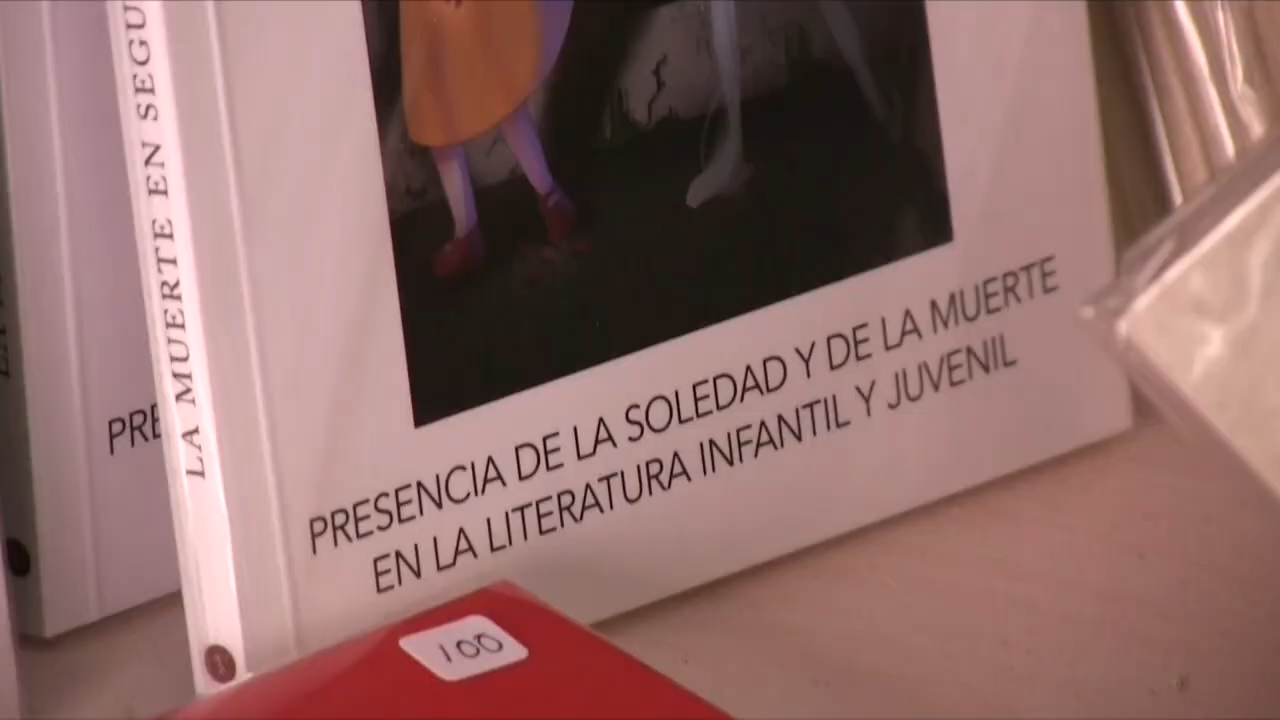 LA MUERTE EN SEGU
PRE
PRESENCIA DE LA SOLEDAD Y DE LA MUERTE
EN LA LITERATURA INFANTIL Y JUVENIL
100